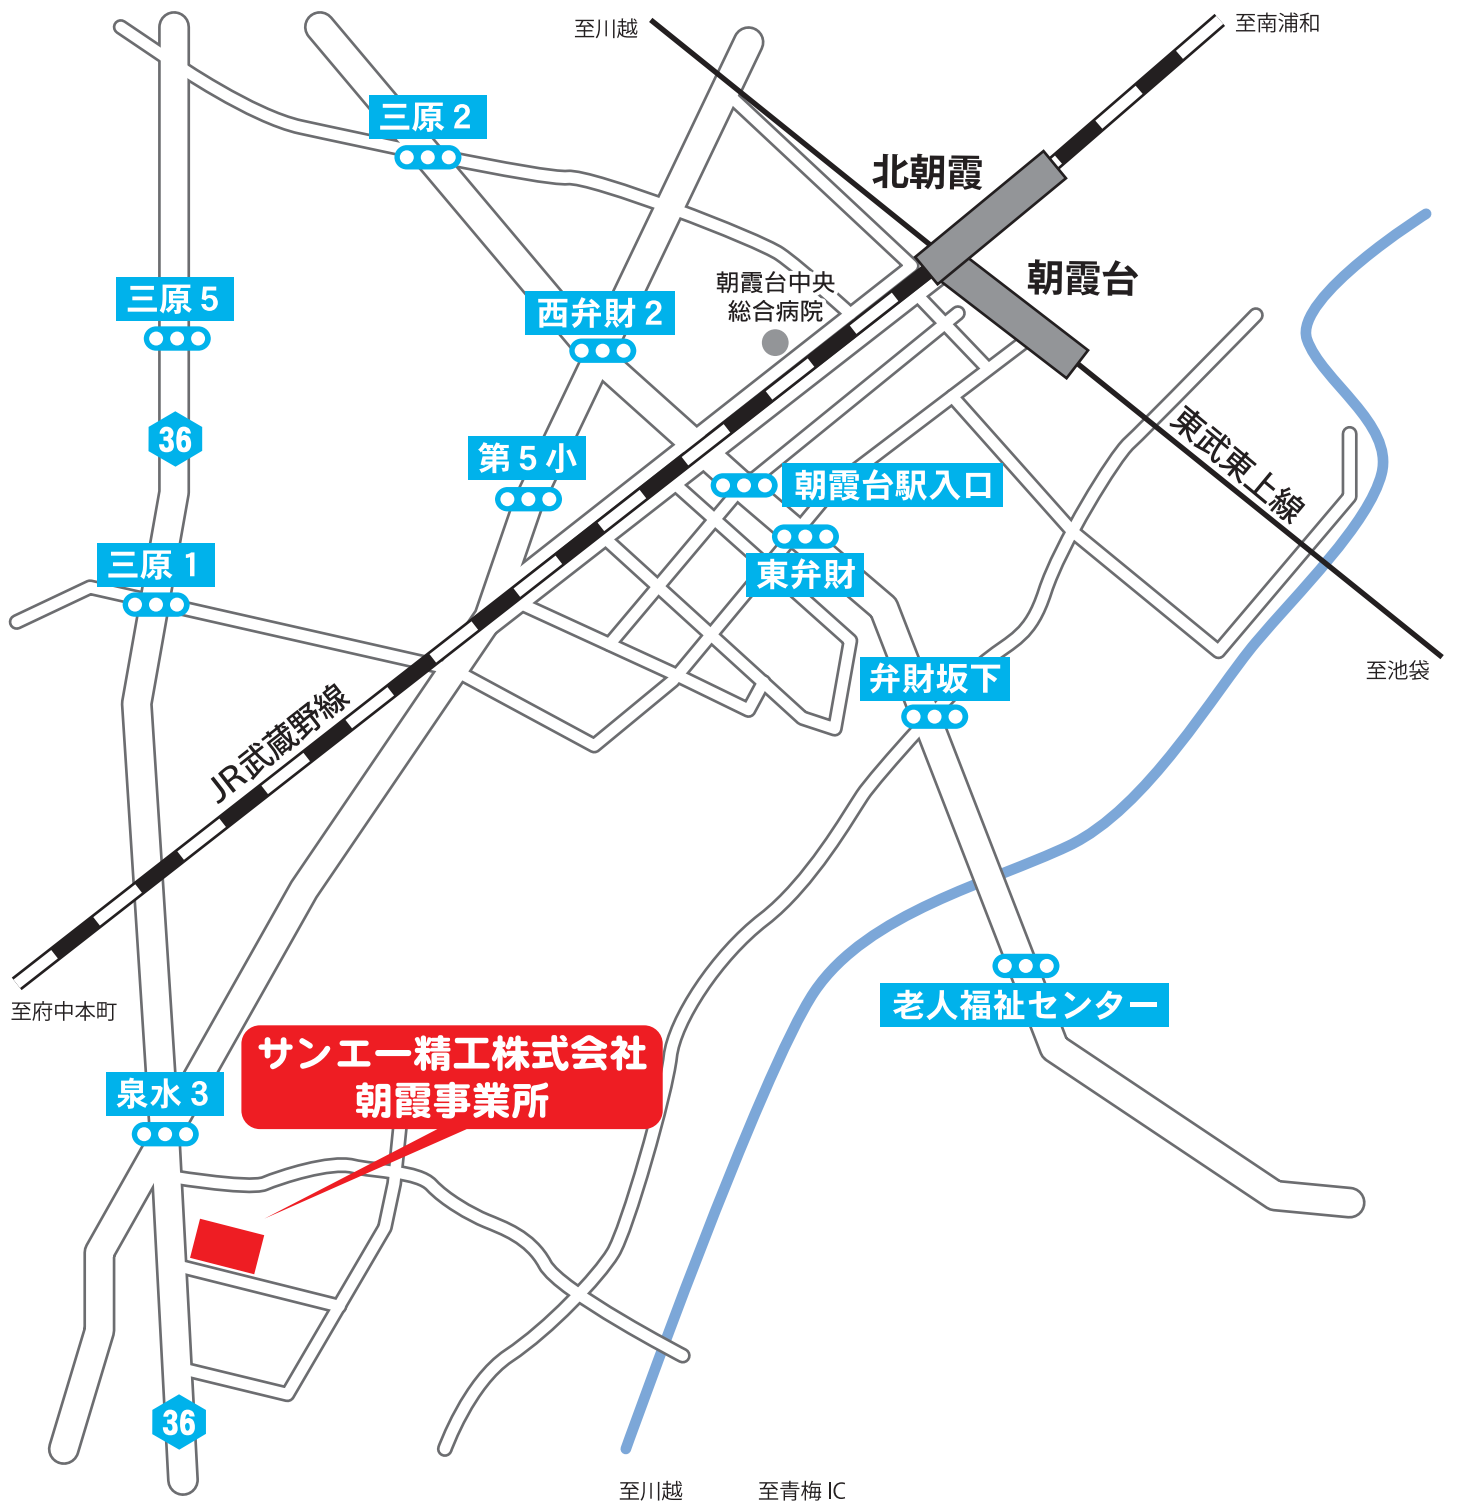 至川越
至南浦和
三原2
北朝霞
朝霞台
三原5
朝霞台中央
総合病院
西弁財2
36
第5小
東武東上線
朝霞台駅入口
三原1
東弁財
至池袋
弁財坂下
JR武蔵野線
至府中本町
老人福祉センター
サンエー精工株式会社
朝霞事業所
泉水3
36
至川越
至青梅IC